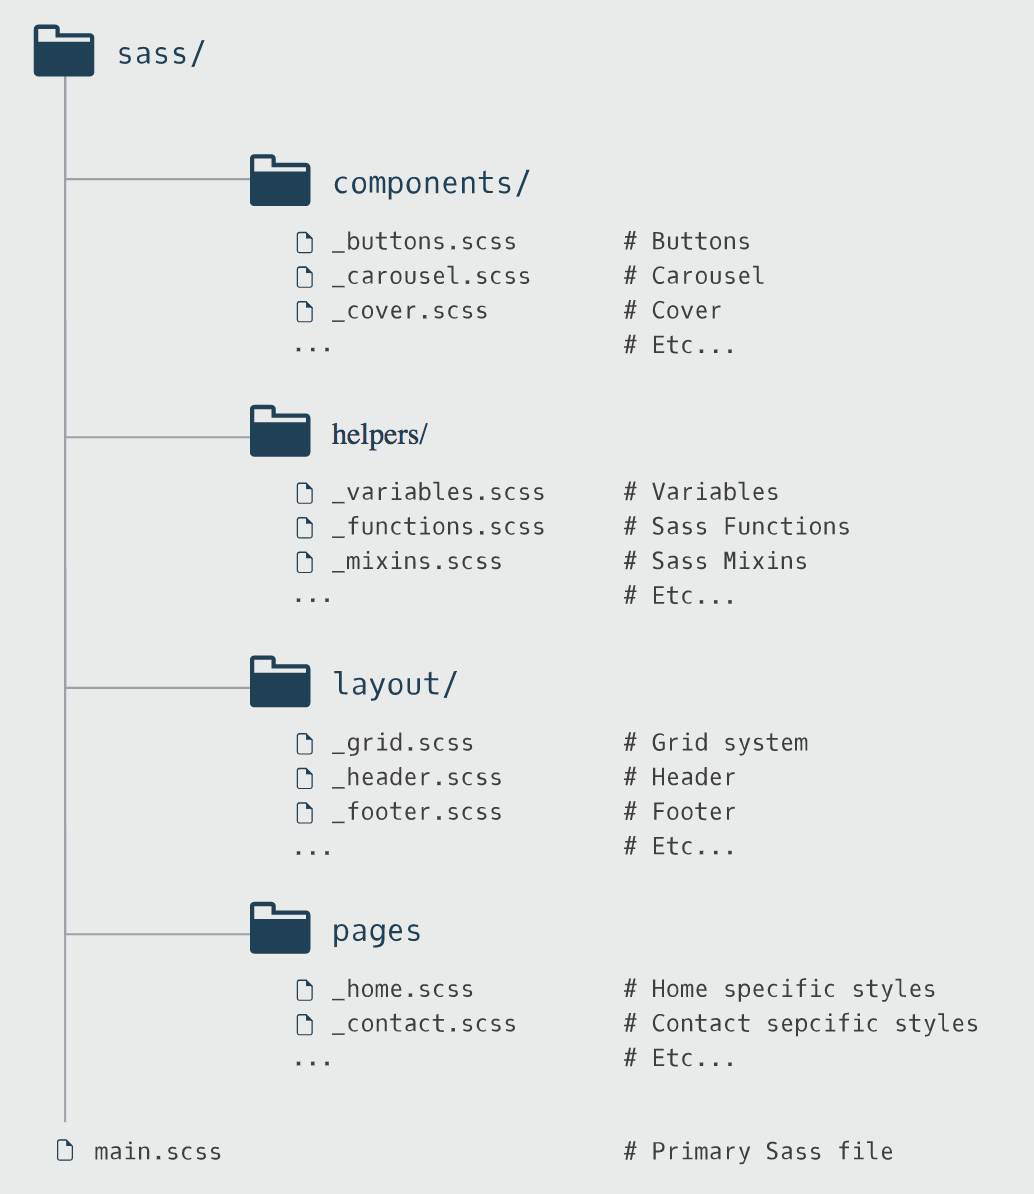 sass/
components/
_buttons.scss # Buttons
_carousel.scss # Carousel
_cover.scss # Cover
... # Etc...
helpers/
_variables.scss # Variables
_functions.scss # Sass Functions
_mixins.scss # Sass Mixins
... # Etc...
layout/
_grid.scss # Grid system
_header.scss # Header
_footer.scss # Footer
... # Etc...
pages
_home.scss # Home specific styles
_contact.scss # Contact sepcific styles
... # Etc...
main.scss # Primary Sass file